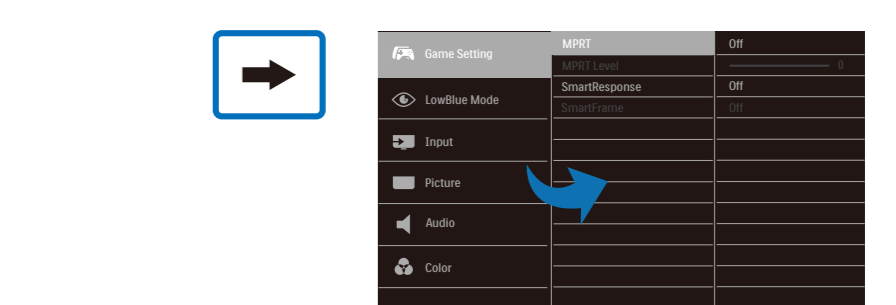 Game Setting MPRT Off
MPRT Level 0
SmartResponse Off
LowBlue Mode
SmartFrame Off
Input
Picture
Audio
Color